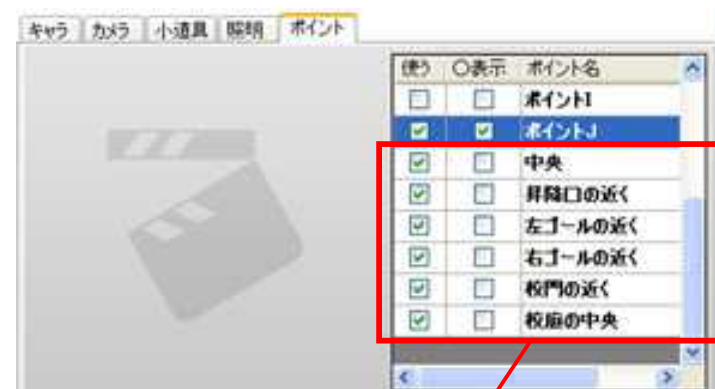 キャラ カメラ 小道具 照明 ポイント
使う ○表示 ポイント名
ポイントI
ポイントJ
中央
昇降口の近く
左ゴールの近く
右ゴールの近く
校門の近く
校庭の中央